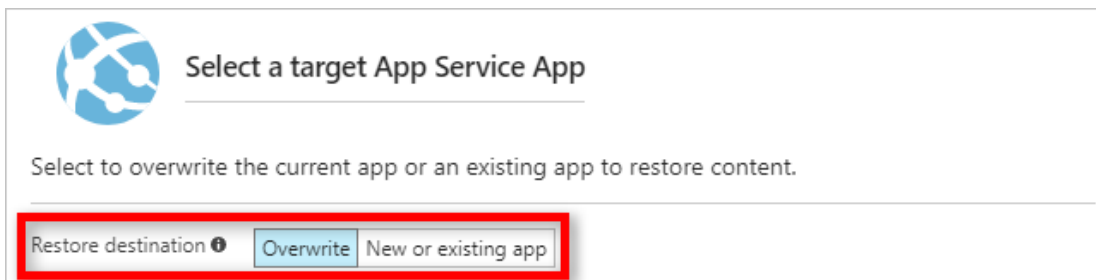 Select a target App Service App
Select to overwrite the current app or an existing app to restore content.
Restore destination Overwrite New or existing app